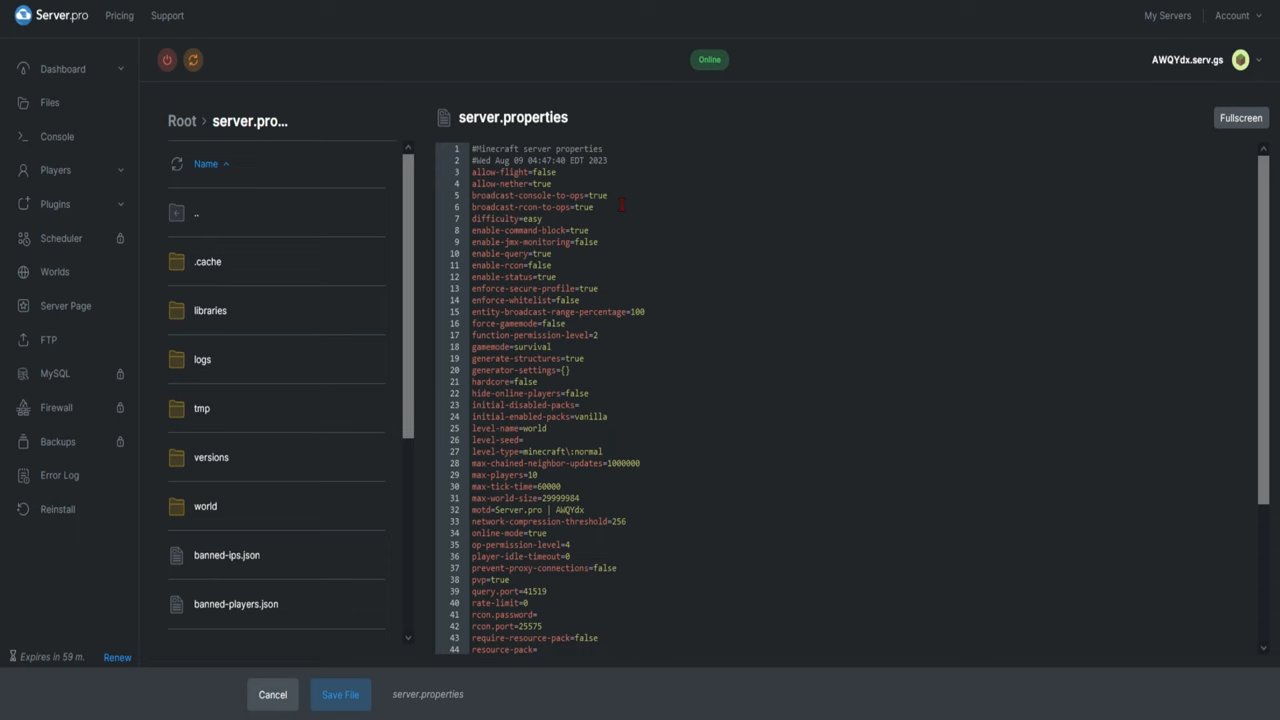 Server.pro
Pricing
Support
My Servers
Account
Dashboard
Files
Console
Players
Plugins
Scheduler
Worlds
Server Page
FTP
MySQL
Firewall
Backups
Error Log
Reinstall
Expires in 59 m.
Renew
Online
AWQYdx.serv.gs
Root > server.pro...
Name
..
.cache
libraries
logs
tmp
versions
world
banned-ips.json
banned-players.json
server.properties
Fullscreen
1 #Minecraft server properties
2 #Wed Aug 09 04:47:40 EDT 2023
3 allow-flight=false
4 allow-nether=true
5 broadcast-console-to-ops=true
6 broadcast-rcon-to-ops=true
7 difficulty=easy
8 enable-command-block=true
9 enable-jmx-monitoring=false
10 enable-query=true
11 enable-rcon=false
12 enable-status=true
13 enforce-secure-profile=true
14 enforce-whitelist=false
15 entity-broadcast-range-percentage=100
16 force-gamemode=false
17 function-permission-level=2
18 gamemode=survival
19 generate-structures=true
20 generator-settings={}
21 hardcore=false
22 hide-online-players=false
23 initial-disabled-packs=
24 initial-enabled-packs=vanilla
25 level-name=world
26 level-seed=
27 level-type=minecraft\:normal
28 max-chained-neighbor-updates=1000000
29 max-players=10
30 max-tick-time=60000
31 max-world-size=29999984
32 motd=Server.pro | AWQYdx
33 network-compression-threshold=256
34 online-mode=true
35 op-permission-level=4
36 player-idle-timeout=0
37 prevent-proxy-connections=false
38 pvp=true
39 query.port=41519
40 rate-limit=0
41 rcon.password=
42 rcon.port=25575
43 require-resource-pack=false
44 resource-pack=
Cancel
Save File
server.properties